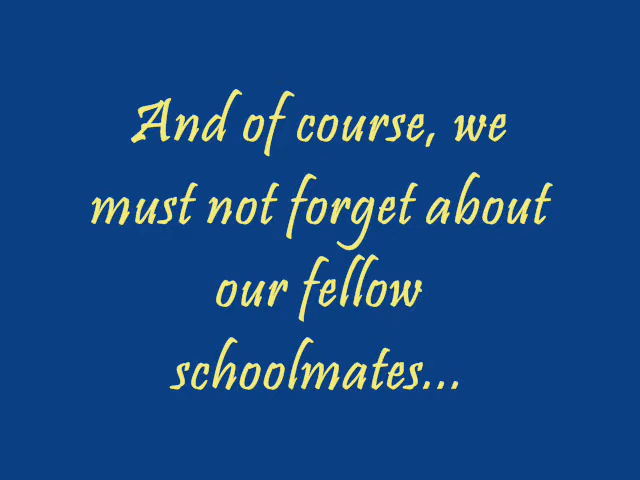 And of course, we
must not forget about
our fellow
schoolmates...